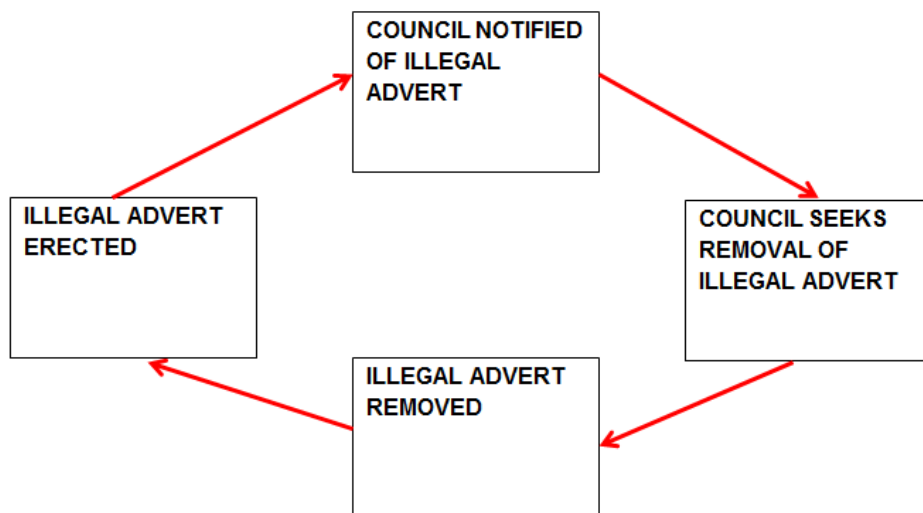 COUNCIL NOTIFIED
OF ILLEGAL
ADVERT
ILLEGAL ADVERT
ERECTED
COUNCIL SEEKS
REMOVAL OF
ILLEGAL ADVERT
ILLEGAL ADVERT
REMOVED